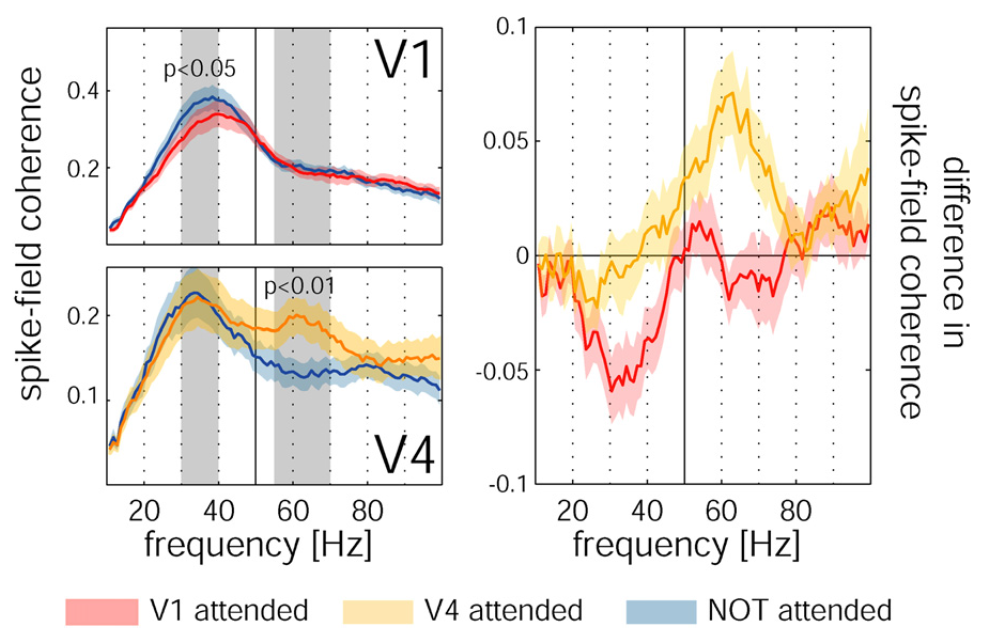 V1
p<0.05
0.4
0.2
spike-field coherence
p<0.01
0.2
0.1
V4
20 40 60 80
frequency [Hz]
0.1
0.05
0
-0.05
-0.1
20 40 60 80
frequency [Hz]
difference in
spike-field coherence
V1 attended V4 attended NOT attended